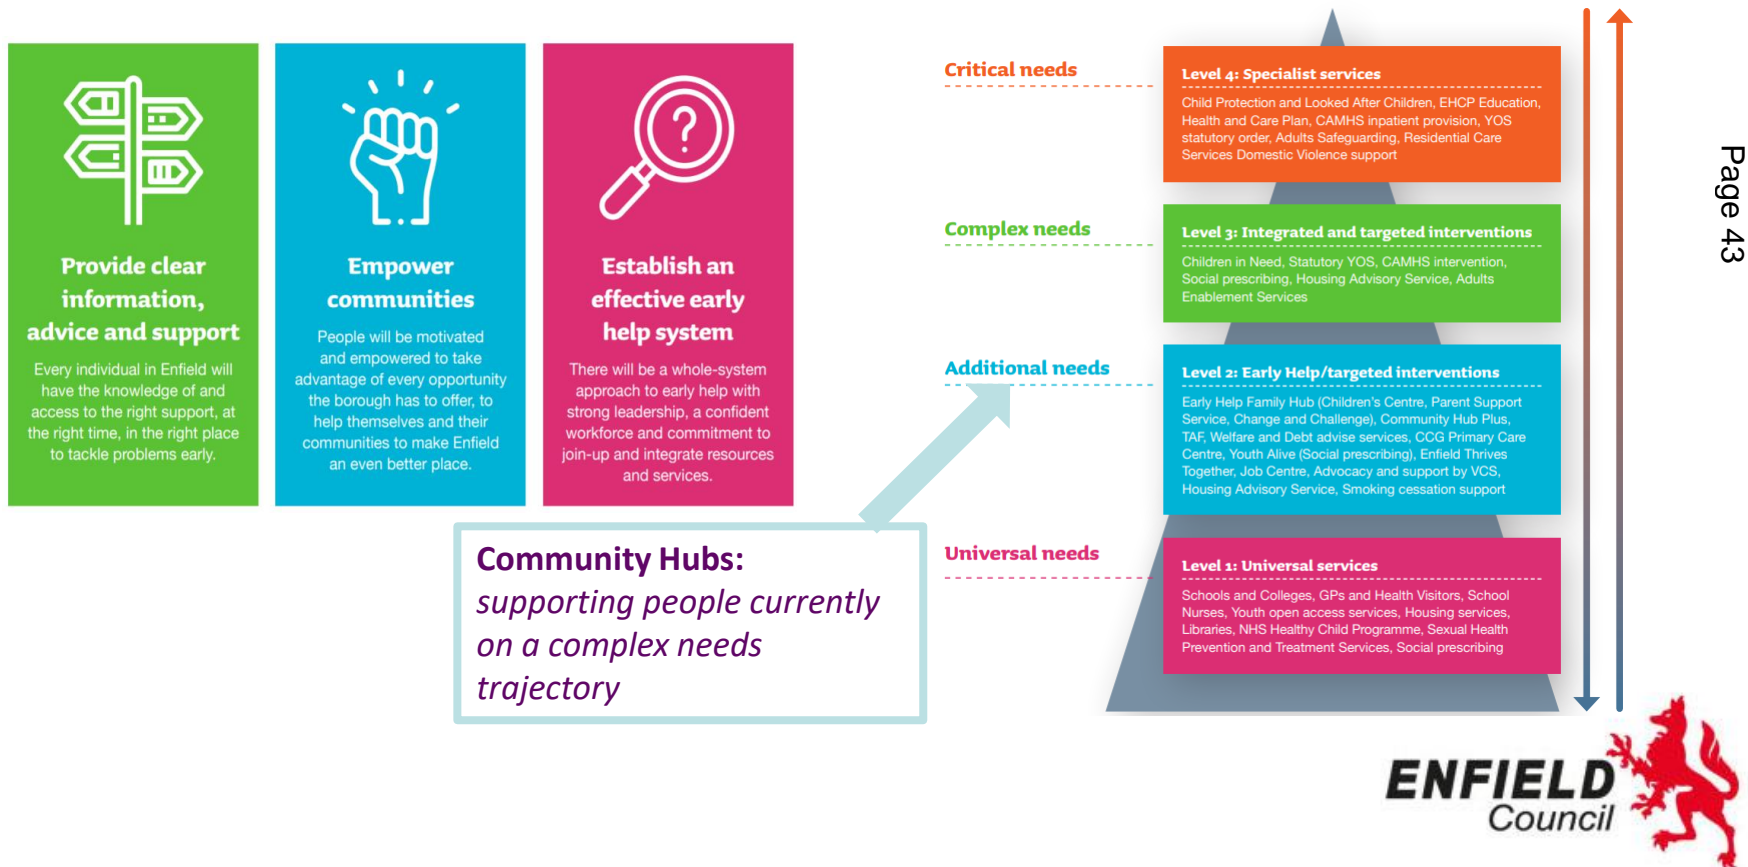 Provide clear
information,
advice and support
Every individual in Enfield will
have the knowledge of and
access to the right support, at
the right time, in the right place
to tackle problems early.
Empower
communities
People will be motivated
and empowered to take
advantage of every opportunity
the borough has to offer, to
help themselves and their
communities to make Enfield
an even better place.
?
Establish an
effective early
help system
There will be a whole-system
approach to early help with
strong leadership, a confident
workforce and commitment to
join-up and integrate resources
and services.
Community Hubs:
supporting people currently
on a complex needs
trajectory
Critical needs
Level 4: Specialist services
Child Protection and Looked After Children, EHCP Education,
Health and Care Plan, CAMHS inpatient provision, YOS
statutory order, Adults Safeguarding, Residential Care
Services Domestic Violence support
Complex needs
Level 3: Integrated and targeted interventions
Children in Need, Statutory YOS, CAMHS intervention,
Social prescribing, Housing Advisory Service, Adults
Enablement Services
Additional needs
Level 2: Early Help/targeted interventions
Early Help Family Hub (Children's Centre, Parent Support
Service, Change and Challenge), Community Hub Plus,
TAF, Welfare and Debt advise services, CCG Primary Care
Centre, Youth Alive (Social prescribing), Enfield Thrives
Together, Job Centre, Advocacy and support by VCS,
Housing Advisory Service, Smoking cessation support
Universal needs
Level 1: Universal services
Schools and Colleges, GPs and Health Visitors, School
Nurses, Youth open access services, Housing services,
Libraries, NHS Healthy Child Programme, Sexual Health
Prevention and Treatment Services, Social prescribing
Page 43
ENFIELD
Council